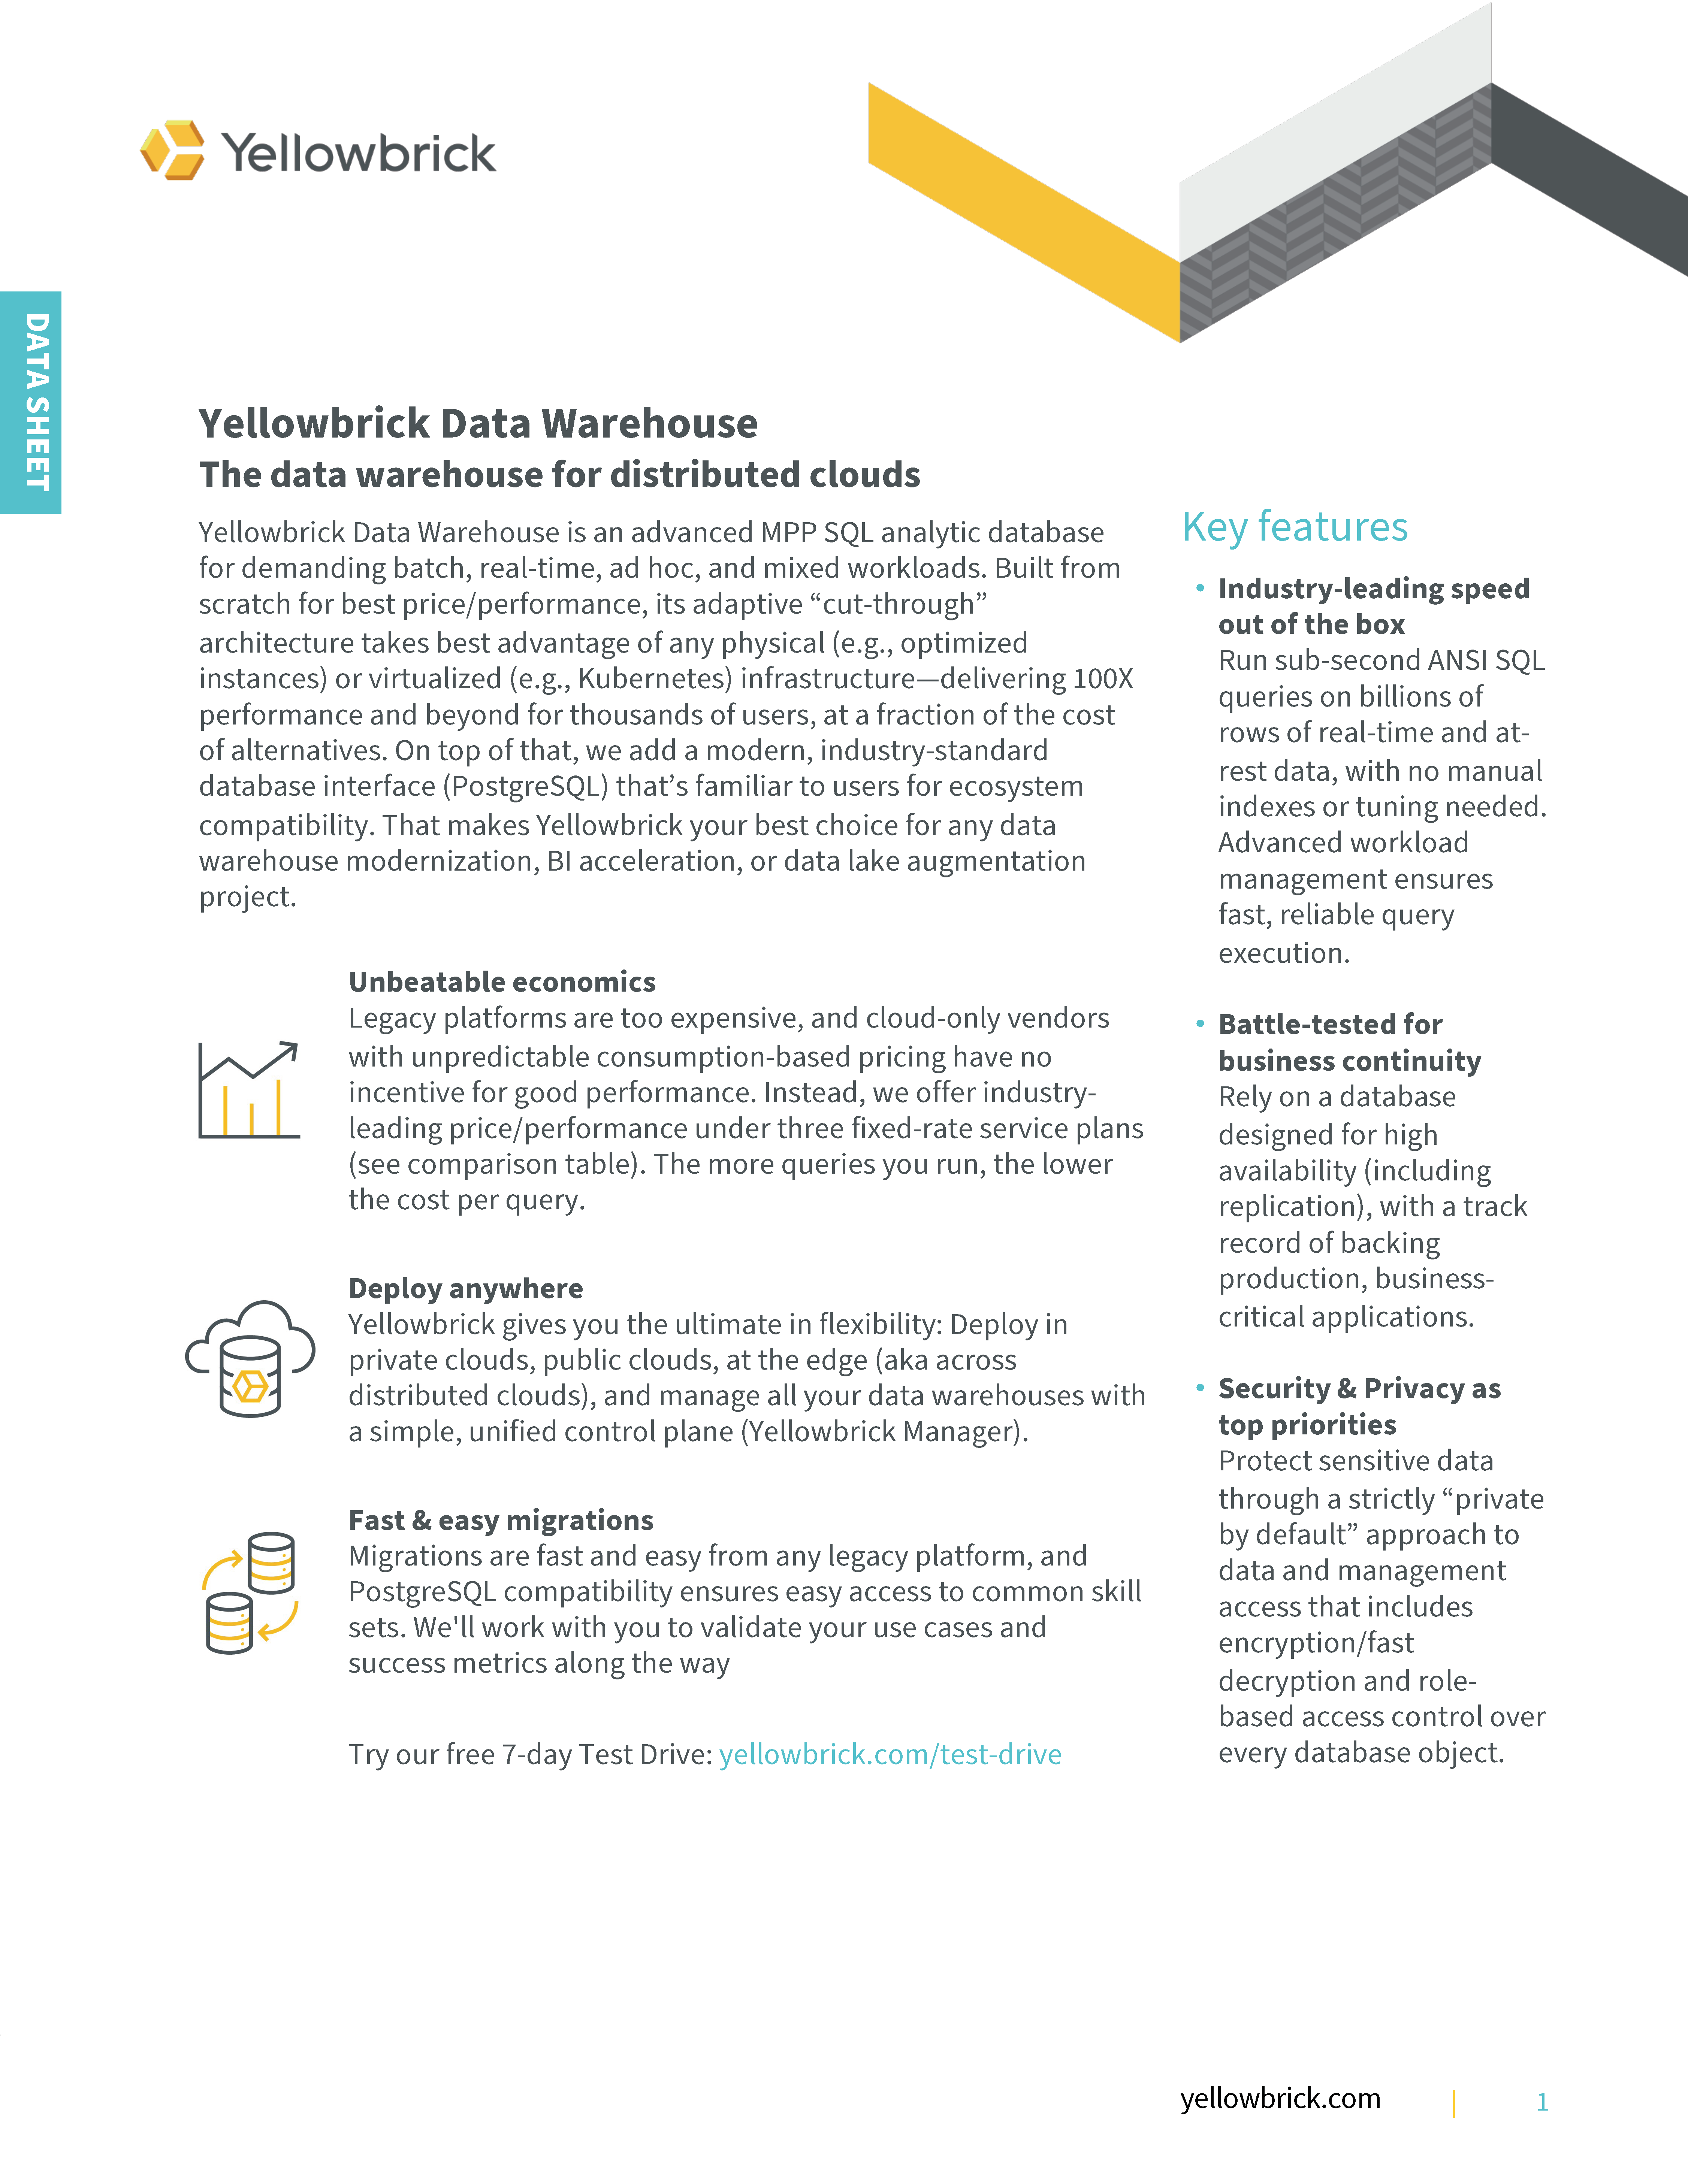 Yellowbrick
DATA SHEET
Yellowbrick Data Warehouse
The data warehouse for distributed clouds
Yellowbrick Data Warehouse is an advanced MPP SQL analytic database
for demanding batch, real-time, ad hoc, and mixed workloads. Built from
scratch for best price/performance, its adaptive “cut-through”
architecture takes best advantage of any physical (e.g., optimized
instances) or virtualized (e.g., Kubernetes) infrastructure—delivering 100X
performance and beyond for thousands of users, at a fraction of the cost
of alternatives. On top of that, we add a modern, industry-standard
database interface (PostgreSQL) that’s familiar to users for ecosystem
compatibility. That makes Yellowbrick your best choice for any data
warehouse modernization, BI acceleration, or data lake augmentation
project.
Unbeatable economics
Legacy platforms are too expensive, and cloud-only vendors
with unpredictable consumption-based pricing have no
incentive for good performance. Instead, we offer industry-
leading price/performance under three fixed-rate service plans
(see comparison table). The more queries you run, the lower
the cost per query.
Deploy anywhere
Yellowbrick gives you the ultimate in flexibility: Deploy in
private clouds, public clouds, at the edge (aka across
distributed clouds), and manage all your data warehouses with
a simple, unified control plane (Yellowbrick Manager).
Fast & easy migrations
Migrations are fast and easy from any legacy platform, and
PostgreSQL compatibility ensures easy access to common skill
sets. We'll work with you to validate your use cases and
success metrics along the way
Try our free 7-day Test Drive: yellowbrick.com/test-drive
Key features
• Industry-leading speed
out of the box
Run sub-second ANSI SQL
queries on billions of
rows of real-time and at-
rest data, with no manual
indexes or tuning needed.
Advanced workload
management ensures
fast, reliable query
execution.
• Battle-tested for
business continuity
Rely on a database
designed for high
availability (including
replication), with a track
record of backing
production, business-
critical applications.
• Security & Privacy as
top priorities
Protect sensitive data
through a strictly “private
by default” approach to
data and management
access that includes
encryption/fast
decryption and role-
based access control over
every database object.
yellowbrick.com | 1